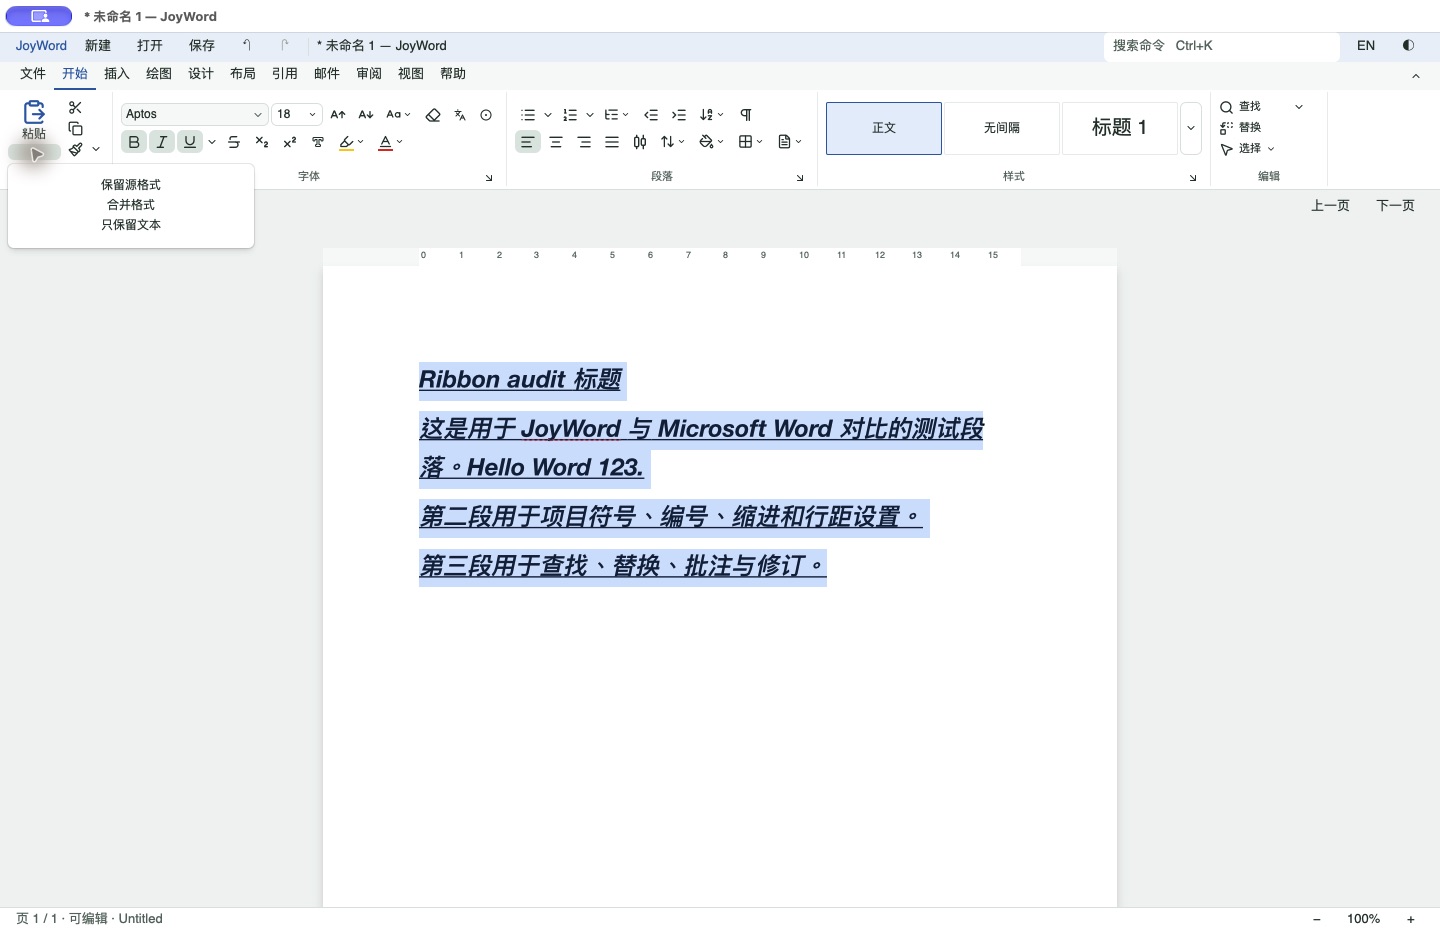 * 未命名 1 — JoyWord
JoyWord 新建 打开 保存 * 未命名 1 — JoyWord 搜索命令 Ctrl+K EN
文件 开始 插入 绘图 设计 布局 引用 邮件 审阅 视图 帮助
粘贴
Aptos 18
字体
段落
正文 无间隔 标题 1
样式
查找
替换
选择
编辑
保留源格式
合并格式
只保留文本
上一页 下一页
0 1 2 3 4 5 6 7 8 9 10 11 12 13 14 15
Ribbon audit 标题
这是用于 JoyWord 与 Microsoft Word 对比的测试段
落。Hello Word 123.
第二段用于项目符号、编号、缩进和行距设置。
第三段用于查找、替换、批注与修订。
页 1 / 1 · 可编辑 · Untitled − 100% +